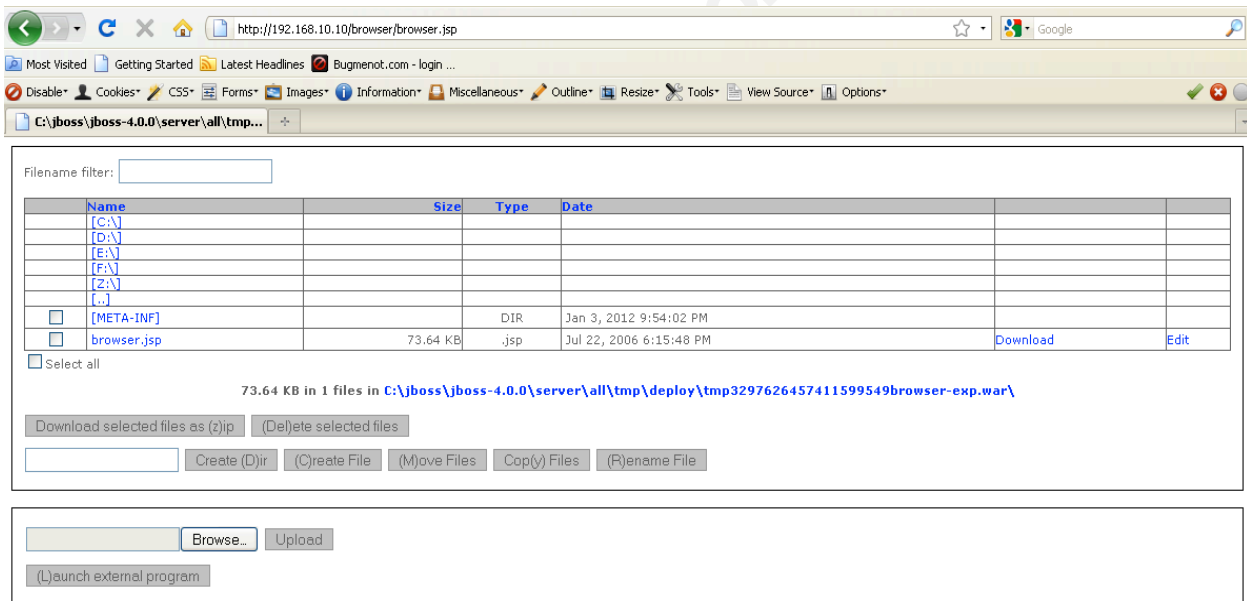 http://192.168.10.10/browser/browser.jsp
Google
Most Visited Getting Started Latest Headlines Bugmenot.com - login ...
Disable Cookies CSS Forms Images Information Miscellaneous Outline Resize Tools View Source Options
C:\jboss\jboss-4.0.0\server\all\tmp...
Filename filter:
Name Size Type Date
[C:\]
[D:\]
[E:\]
[F:\]
[Z:\]
[..]
[META-INF] DIR Jan 3, 2012 9:54:02 PM
browser.jsp 73.64 KB .jsp Jul 22, 2006 6:15:48 PM Download Edit
Select all
73.64 KB in 1 files in C:\jboss\jboss-4.0.0\server\all\tmp\deploy\tmp3297626457411599549browser-exp.war\
Download selected files as (z)ip (Del)ete selected files
Create (D)ir (C)reate File (M)ove Files Cop(y) Files (R)ename File
Browse... Upload
(L)aunch external program